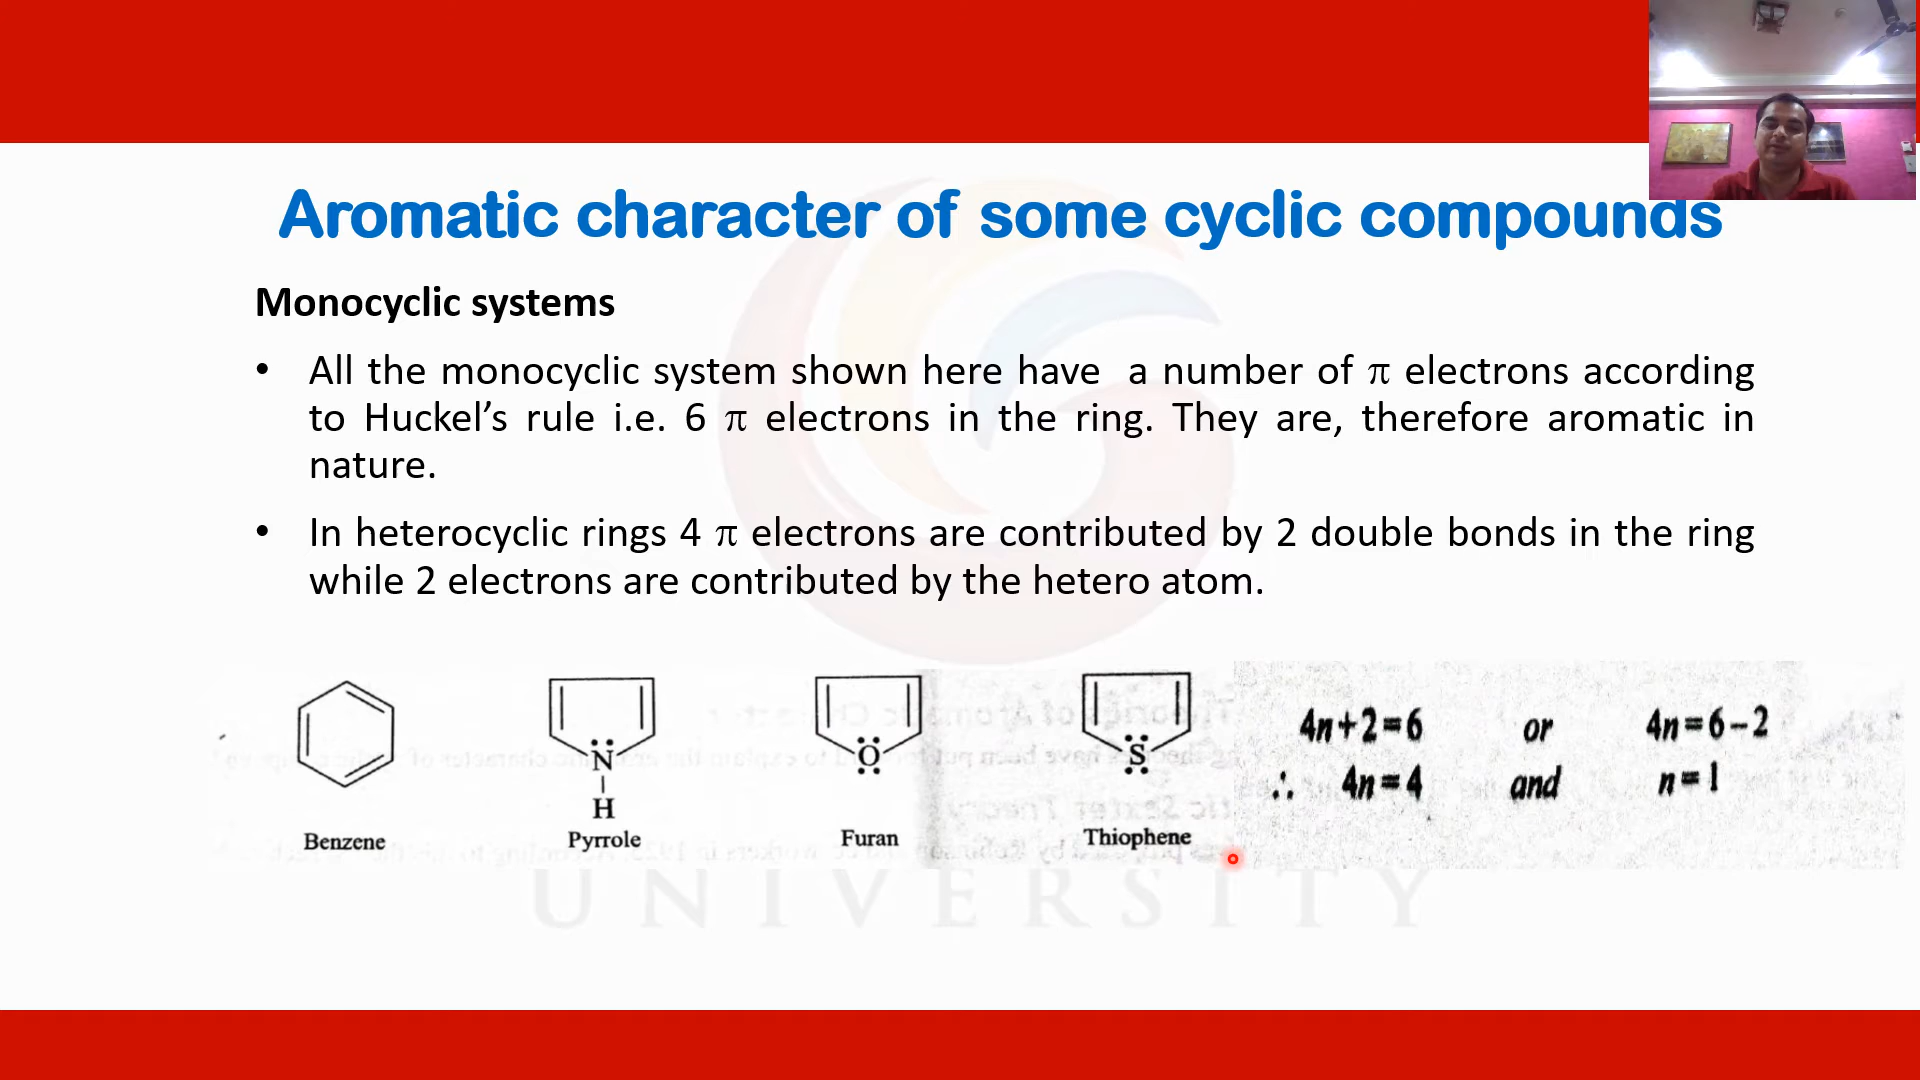 Aromatic character of some cyclic compounds
Monocyclic systems
• All the monocyclic system shown here have a number of π electrons according
to Huckel’s rule i.e. 6 π electrons in the ring. They are, therefore aromatic in
nature.
• In heterocyclic rings 4 π electrons are contributed by 2 double bonds in the ring
while 2 electrons are contributed by the hetero atom.
N
H
O
S
Benzene
Pyrrole
Furan
Thiophene
4n+2=6 or 4n=6−2
∴ 4n=4 and n=1
UNIVERSITY